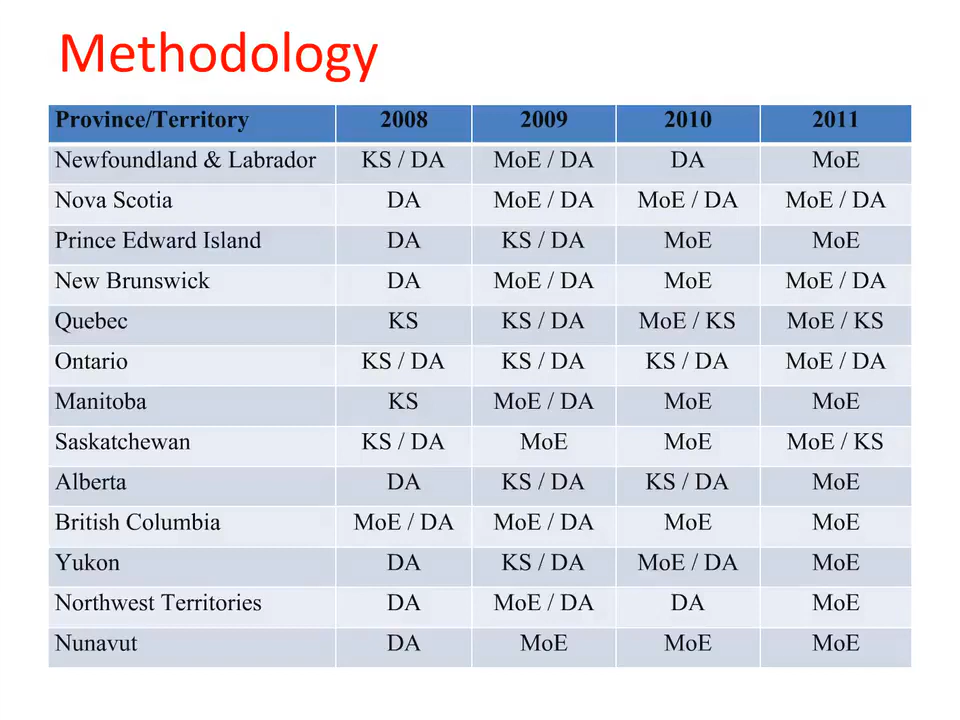 Methodology
Province/Territory 2008 2009 2010 2011
Newfoundland & Labrador KS / DA MoE / DA DA MoE
Nova Scotia DA MoE / DA MoE / DA MoE / DA
Prince Edward Island DA KS / DA MoE MoE
New Brunswick DA MoE / DA MoE MoE / DA
Quebec KS KS / DA MoE / KS MoE / KS
Ontario KS / DA KS / DA KS / DA MoE / DA
Manitoba KS MoE / DA MoE MoE
Saskatchewan KS / DA MoE MoE MoE / KS
Alberta DA KS / DA KS / DA MoE
British Columbia MoE / DA MoE / DA MoE MoE
Yukon DA KS / DA MoE / DA MoE
Northwest Territories DA MoE / DA DA MoE
Nunavut DA MoE MoE MoE